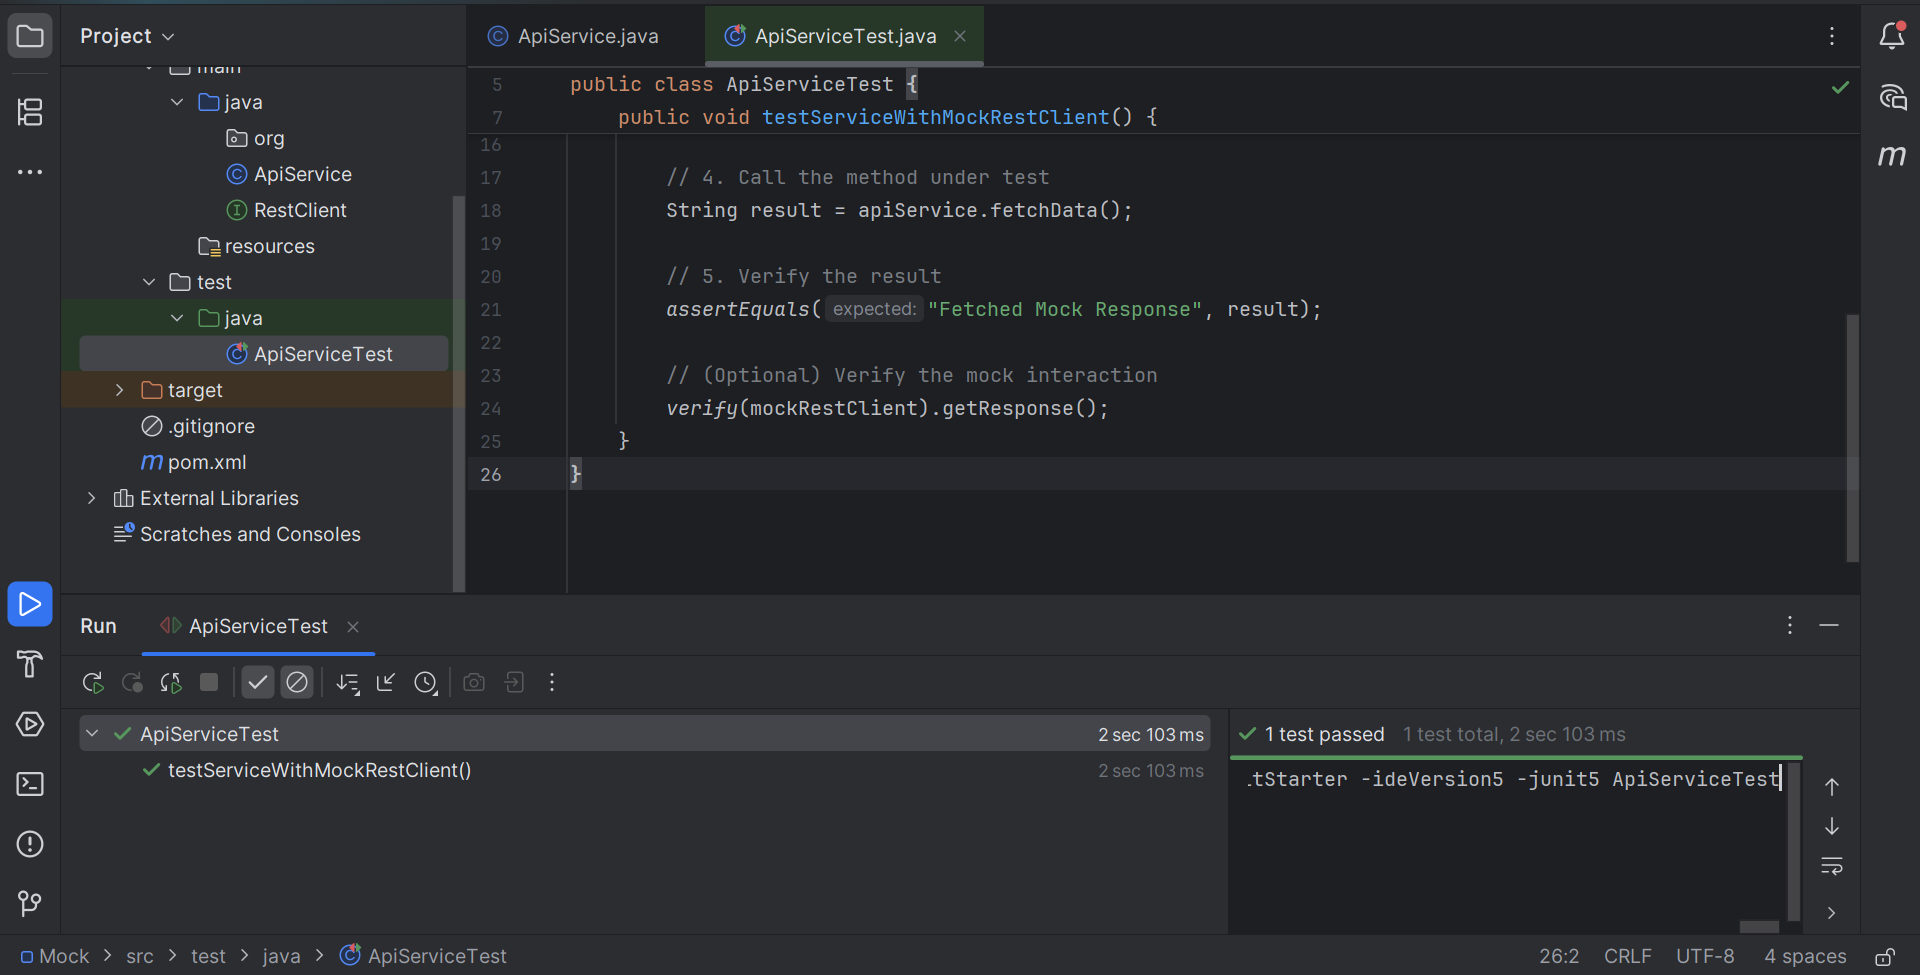 Project
main
java
org
ApiService
RestClient
resources
test
java
ApiServiceTest
target
.gitignore
pom.xml
External Libraries
Scratches and Consoles
ApiService.java
ApiServiceTest.java
5 public class ApiServiceTest {
7 public void testServiceWithMockRestClient() {
16
17 // 4. Call the method under test
18 String result = apiService.fetchData();
19
20 // 5. Verify the result
21 assertEquals( expected: "Fetched Mock Response", result);
22
23 // (Optional) Verify the mock interaction
24 verify(mockRestClient).getResponse();
25 }
26 }
Run
ApiServiceTest
ApiServiceTest 2 sec 103 ms
testServiceWithMockRestClient() 2 sec 103 ms
1 test passed 1 test total, 2 sec 103 ms
tStarter -ideVersion5 -junit5 ApiServiceTest
Mock > src > test > java > ApiServiceTest
26:2 CRLF UTF-8 4 spaces